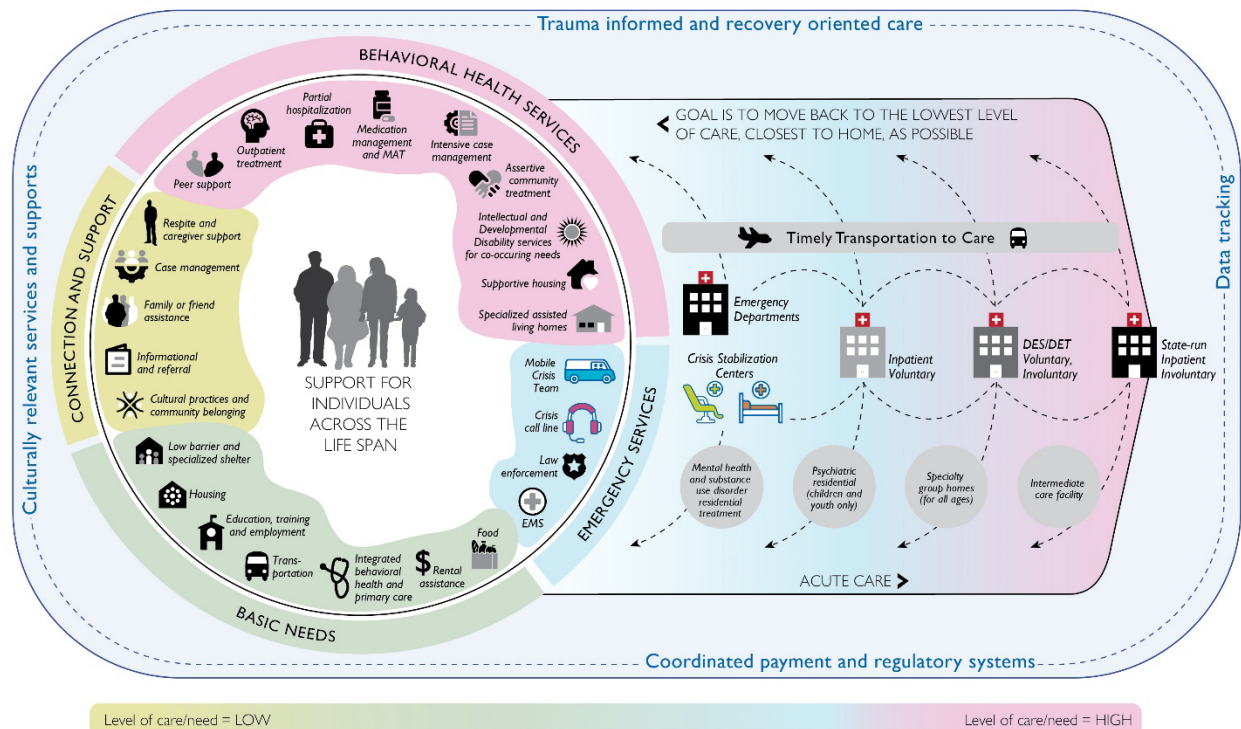 Trauma informed and recovery oriented care
Culturally relevant services and supports
Data tracking
Coordinated payment and regulatory systems
BEHAVIORAL HEALTH SERVICES
Peer support
Outpatient
treatment
Partial
hospitalization
Medication
management
and MAT
Intensive case
management
Assertive
community
treatment
Intellectual and
Developmental
Disability services
for co-occuring needs
Supportive housing
Specialized assisted
living homes
CONNECTION AND SUPPORT
Respite and
caregiver support
Case management
Family or friend
assistance
Informational
and referral
Cultural practices and
community belonging
SUPPORT FOR
INDIVIDUALS
ACROSS THE
LIFE SPAN
EMERGENCY SERVICES
Mobile
Crisis
Team
Crisis
call line
Law
enforcement
EMS
BASIC NEEDS
Low barrier and
specialized shelter
Housing
Education, training
and employment
Trans-
portation
Integrated
behavioral
health and
primary care
$ Rental
assistance
Food
< GOAL IS TO MOVE BACK TO THE LOWEST LEVEL
OF CARE, CLOSEST TO HOME, AS POSSIBLE
Timely Transportation to Care
Emergency
Departments
Crisis Stabilization
Centers
Inpatient
Voluntary
DES/DET
Voluntary,
Involuntary
State-run
Inpatient
Involuntary
Mental health
and substance
use disorder
residential
treatment
Psychiatric
residential
(children and
youth only)
Specialty
group homes
(for all ages)
Intermediate
care facility
ACUTE CARE >
Level of care/need = LOW
Level of care/need = HIGH